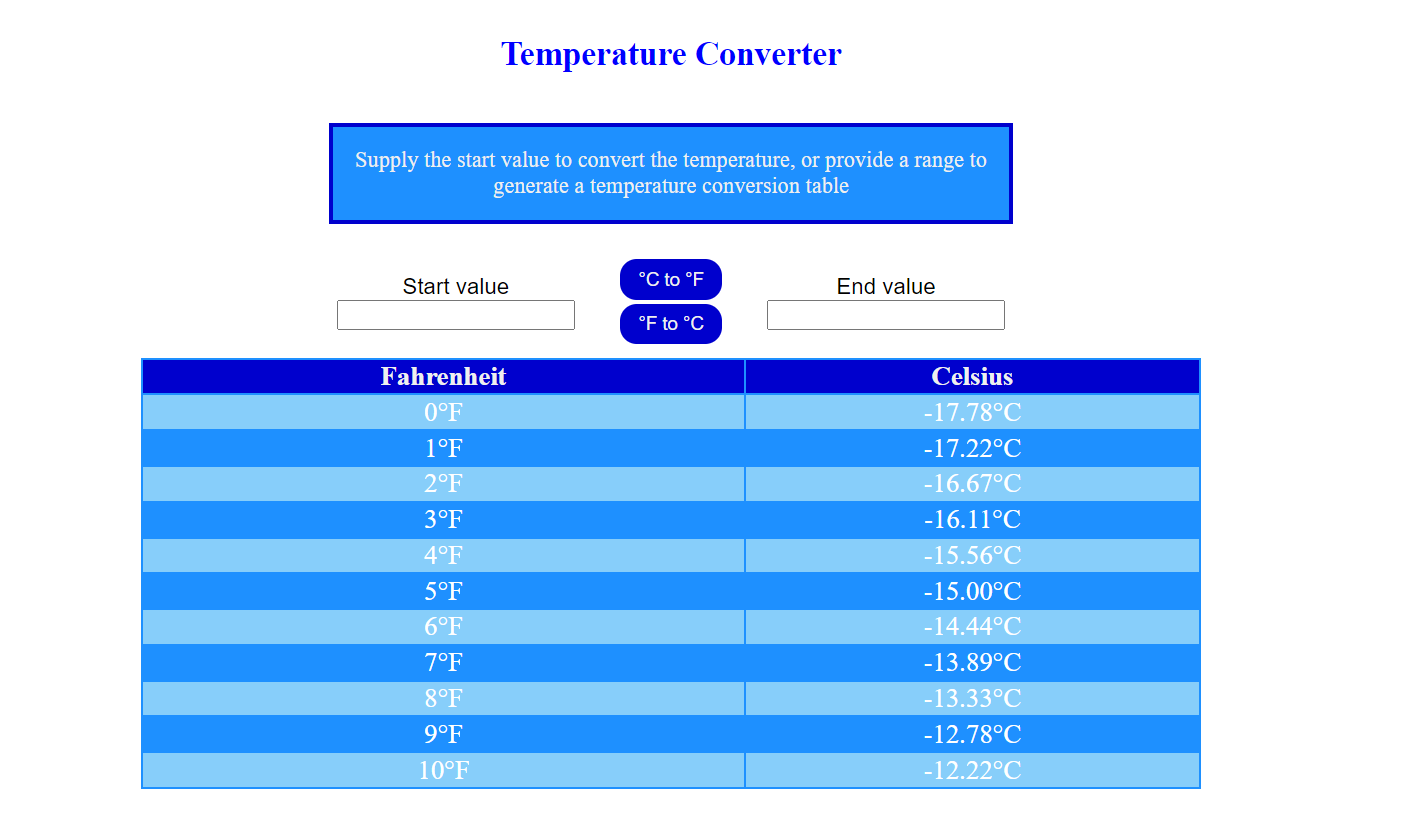 Temperature Converter
Supply the start value to convert the temperature, or provide a range to
generate a temperature conversion table
Start value
°C to °F
°F to °C
End value
Fahrenheit Celsius
0°F -17.78°C
1°F -17.22°C
2°F -16.67°C
3°F -16.11°C
4°F -15.56°C
5°F -15.00°C
6°F -14.44°C
7°F -13.89°C
8°F -13.33°C
9°F -12.78°C
10°F -12.22°C